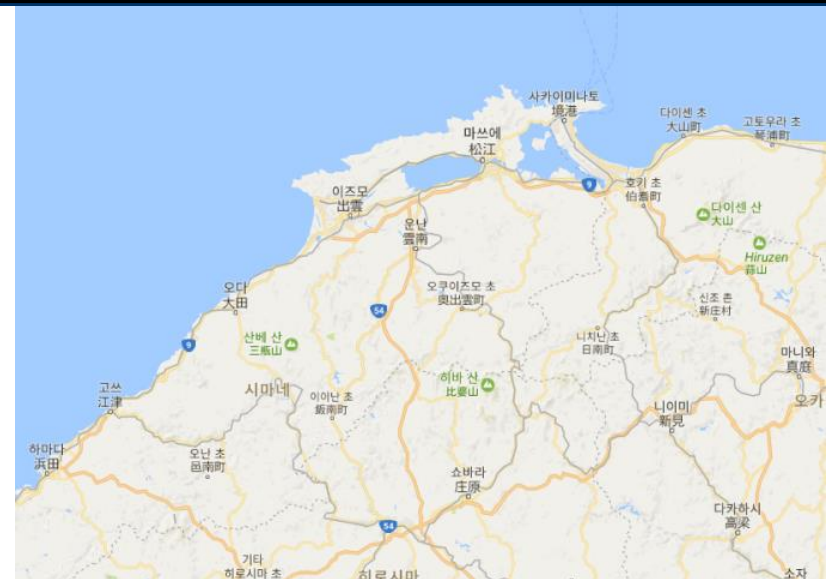 사카이미나토
境港
다이센 초
大山町
고토우라 초
琴浦町
마쓰에
松江
이즈모
出雲
9
호키 초
伯耆町
다이센 산
大山
운난
雲南
Hiruzen
蒜山
오다
大田
오쿠이즈모 초
奥出雲町
신조 촌
新庄村
54
9
산베 산
三瓶山
니치난 초
日南町
마니와
真庭
고쓰
江津
시마네
이이난 초
飯南町
히바 산
比婆山
니이미
新見
오카
하마다
浜田
오난 초
邑南町
쇼바라
庄原
다카하시
高梁
54
기타
히로시마 초
히로시마
소자